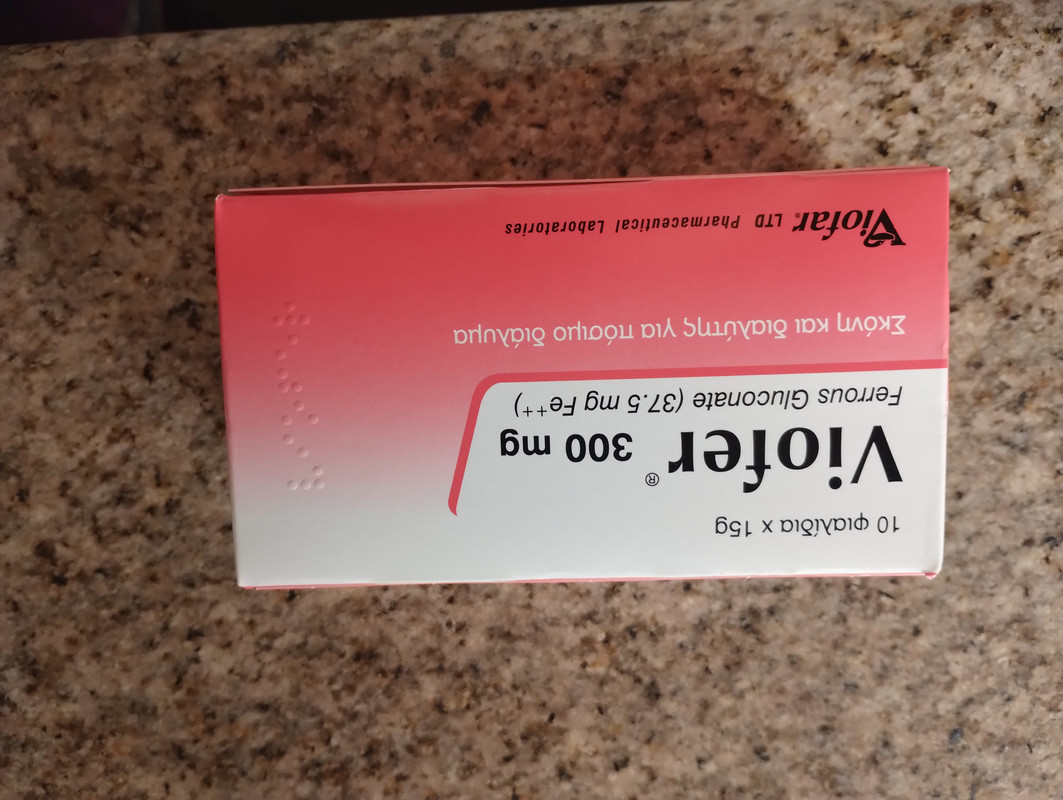 10 φιαλίδια x 15g
Viofer® 300 mg
Ferrous Gluconate (37.5 mg Fe⁺⁺)
Σκόνη και διαλύτης για πόσιμο διάλυμα
Viofar® LTD Pharmaceutical Laboratories